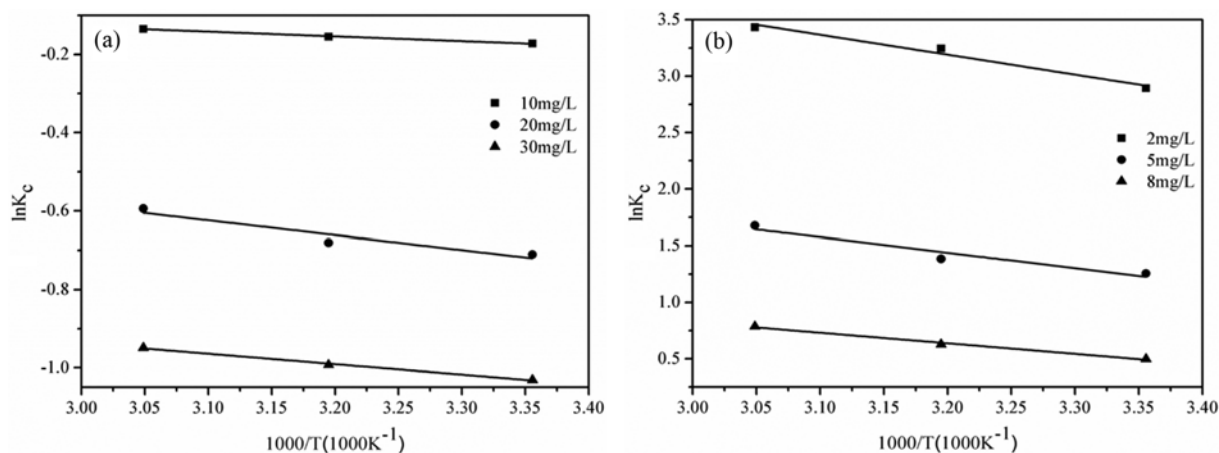 (a)
-0.2
-0.4
-0.6
-0.8
-1.0
lnKc
10mg/L
20mg/L
30mg/L
3.00 3.05 3.10 3.15 3.20 3.25 3.30 3.35 3.40
1000/T(1000K-1)
(b)
3.5
3.0
2.5
2.0
1.5
1.0
0.5
lnKc
2mg/L
5mg/L
8mg/L
3.00 3.05 3.10 3.15 3.20 3.25 3.30 3.35 3.40
1000/T(1000K-1)